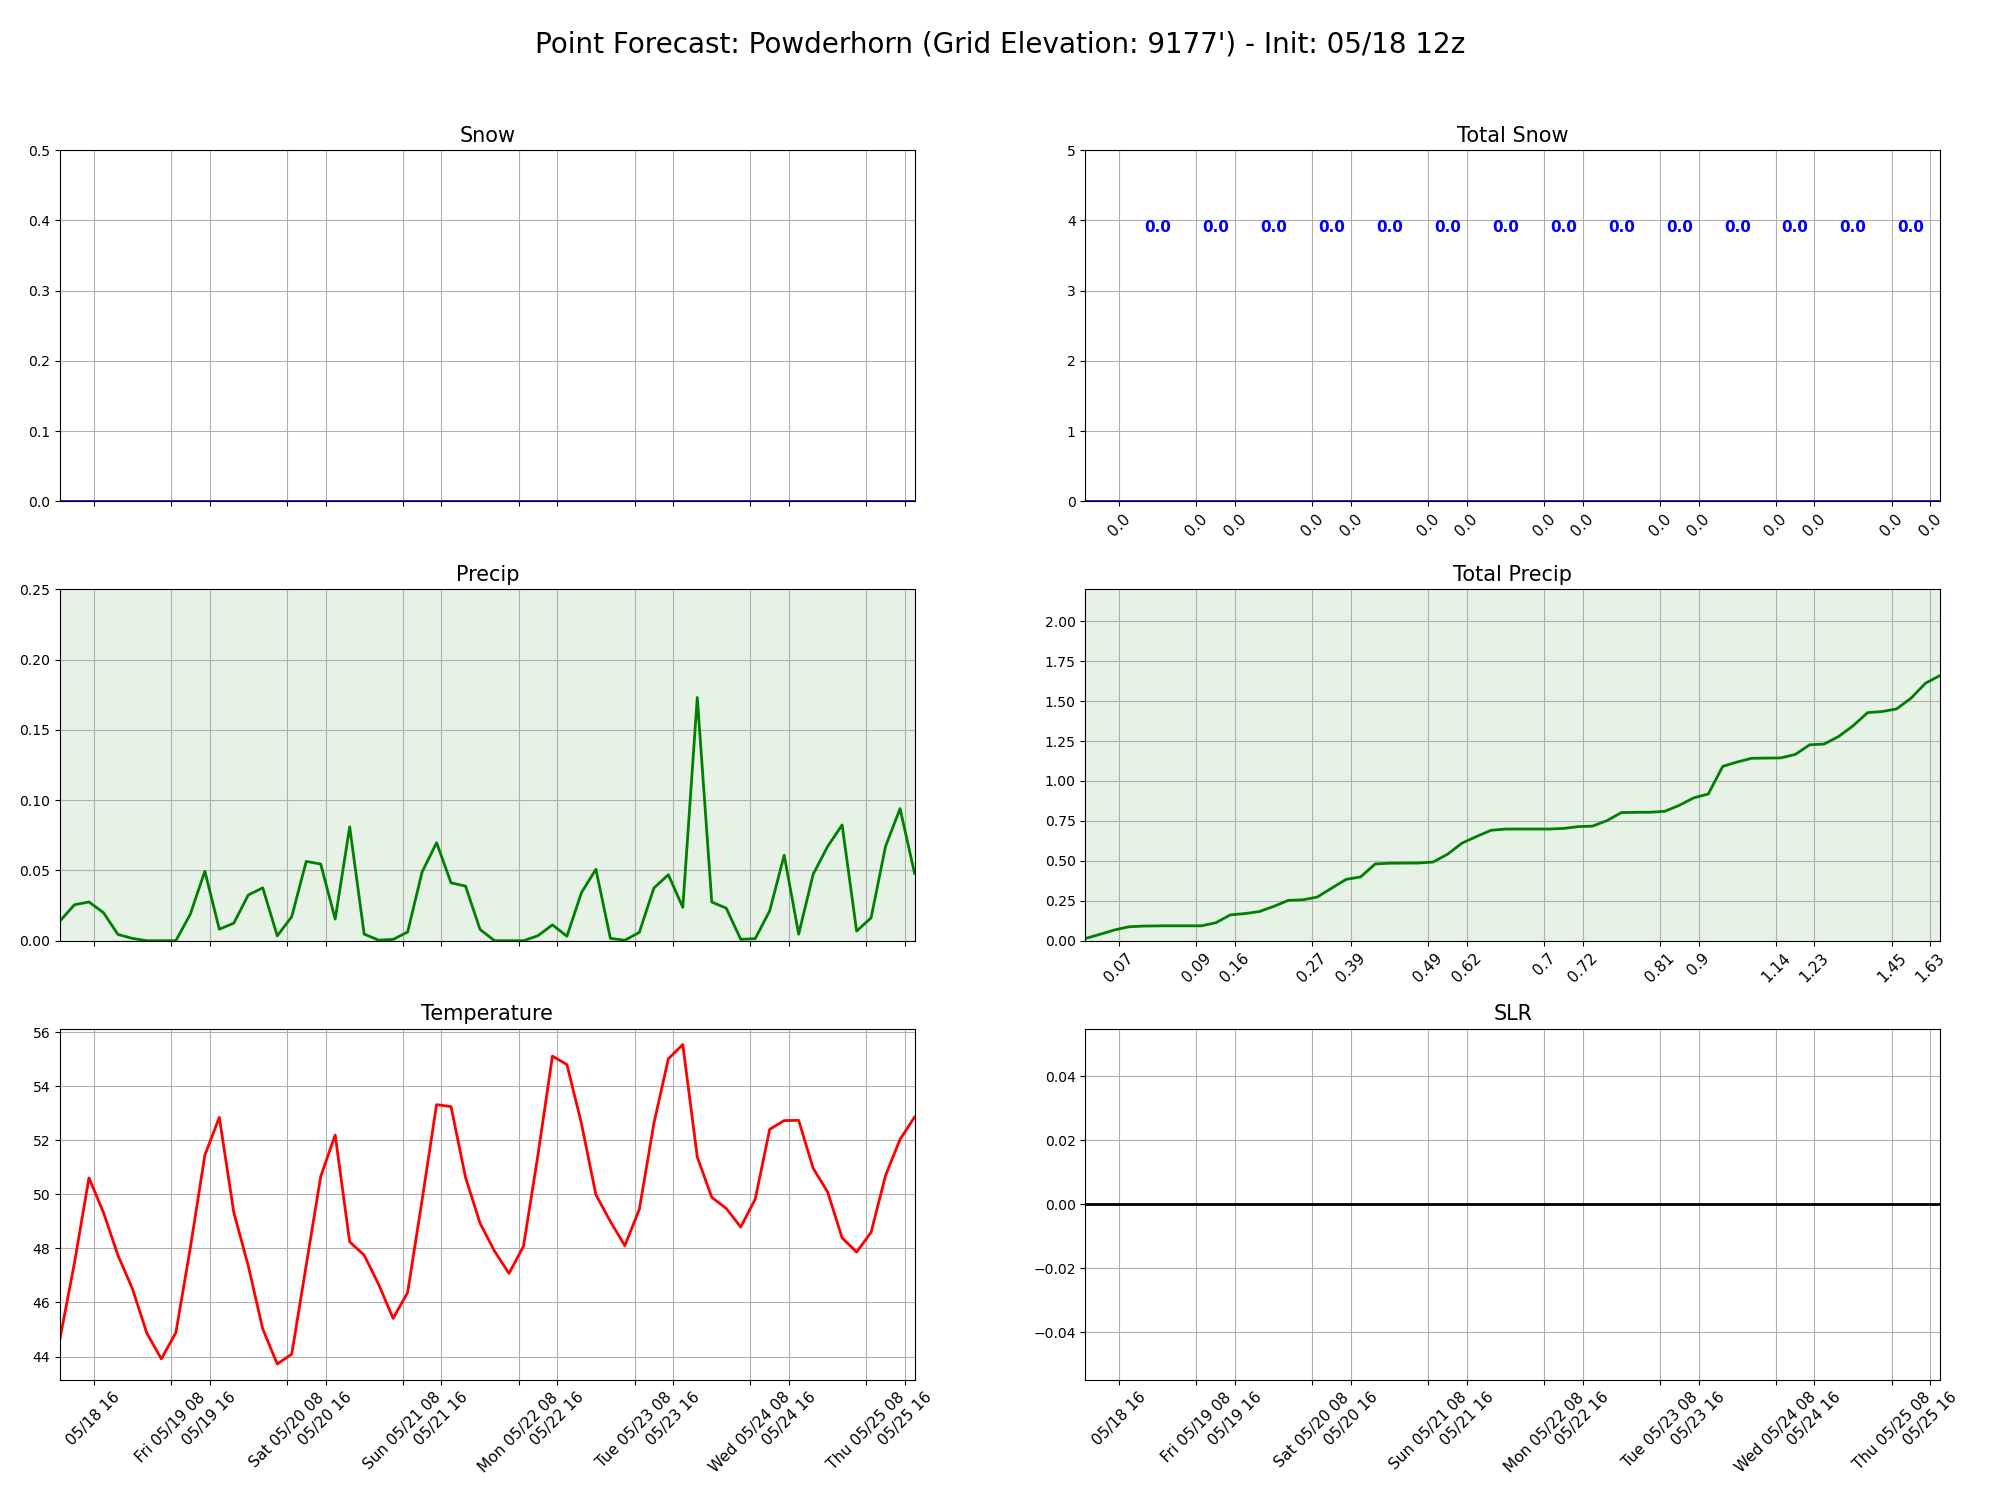 Point Forecast: Powderhorn (Grid Elevation: 9177') - Init: 05/18 12z
Snow
0.5
0.4
0.3
0.2
0.1
0.0
Total Snow
5
4
3
2
1
0
0.0 0.0 0.0 0.0 0.0 0.0 0.0 0.0 0.0 0.0 0.0 0.0 0.0 0.0
0.0 0.0 0.0 0.0 0.0 0.0 0.0 0.0 0.0 0.0 0.0 0.0 0.0 0.0 0.0
Precip
0.25
0.20
0.15
0.10
0.05
0.00
Total Precip
2.00
1.75
1.50
1.25
1.00
0.75
0.50
0.25
0.00
0.07 0.09 0.16 0.27 0.39 0.49 0.62 0.7 0.72 0.81 0.9 1.14 1.23 1.45 1.63
Temperature
56
54
52
50
48
46
44
05/18 16
Fri 05/19 08
05/19 16
Sat 05/20 08
05/20 16
Sun 05/21 08
05/21 16
Mon 05/22 08
05/22 16
Tue 05/23 08
05/23 16
Wed 05/24 08
05/24 16
Thu 05/25 08
05/25 16
SLR
0.04
0.02
0.00
−0.02
−0.04
05/18 16
Fri 05/19 08
05/19 16
Sat 05/20 08
05/20 16
Sun 05/21 08
05/21 16
Mon 05/22 08
05/22 16
Tue 05/23 08
05/23 16
Wed 05/24 08
05/24 16
Thu 05/25 08
05/25 16